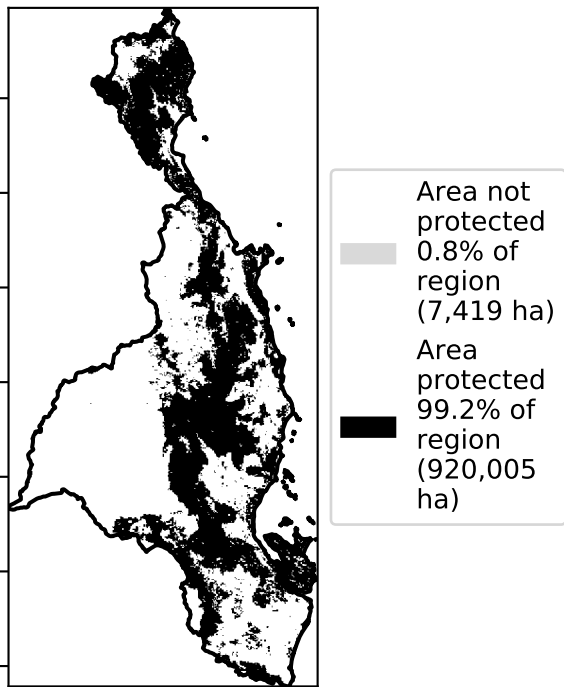 Area not
protected
0.8% of
region
(7,419 ha)
Area
protected
99.2% of
region
(920,005
ha)